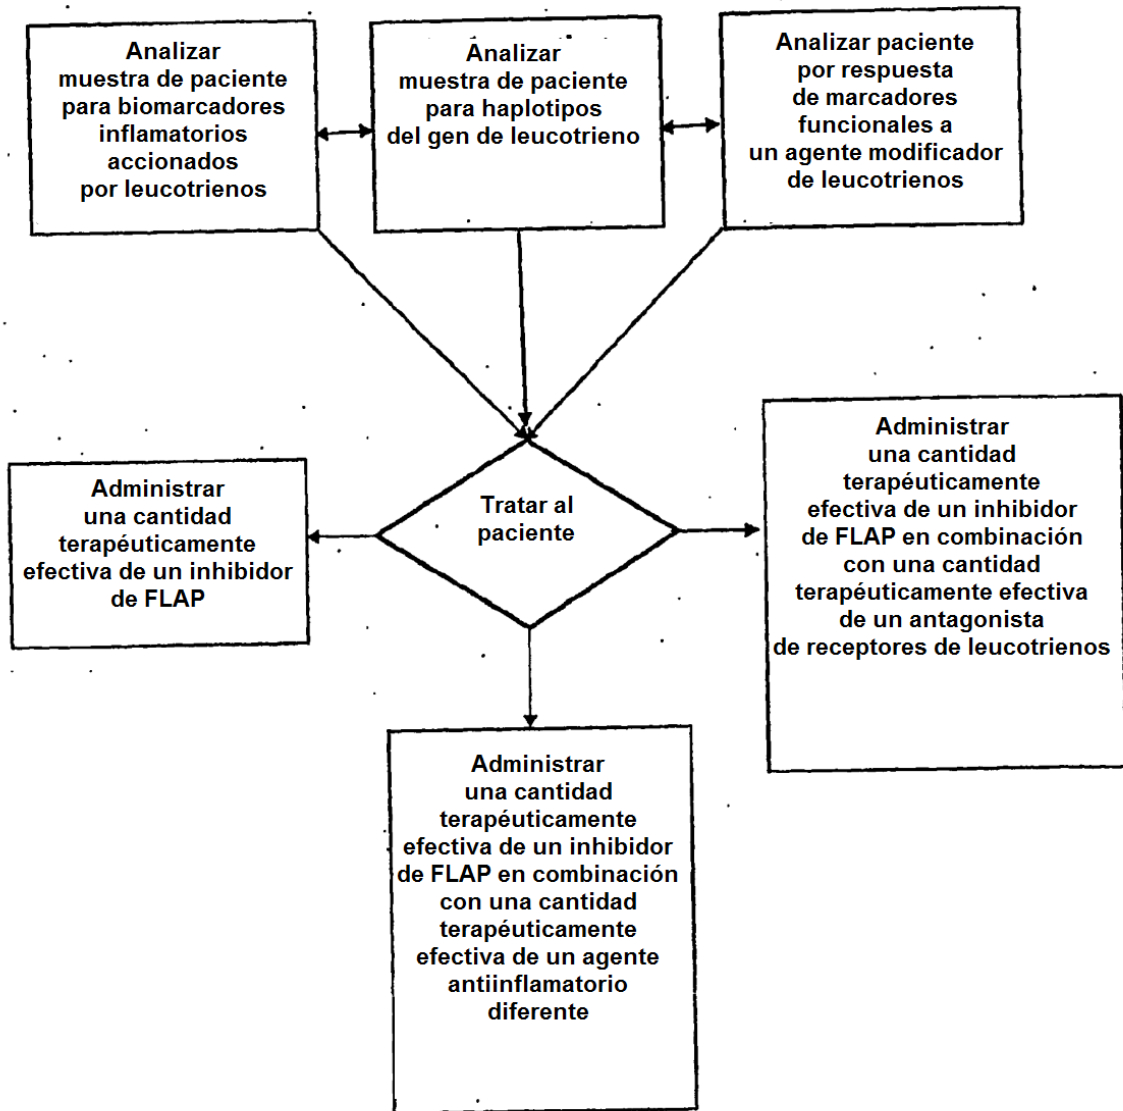 Analizar
muestra de paciente
para biomarcadores
inflamatorios
accionados
por leucotrienos
Analizar
muestra de paciente
para haplotipos
del gen de leucotrieno
Analizar paciente
por respuesta
de marcadores
funcionales a
un agente modificador
de leucotrienos
Tratar al
paciente
Administrar
una cantidad
terapéuticamente
efectiva de un inhibidor
de FLAP
Administrar
una cantidad
terapéuticamente
efectiva de un inhibidor
de FLAP en combinación
con una cantidad
terapéuticamente efectiva
de un antagonista
de receptores de leucotrienos
Administrar
una cantidad
terapéuticamente
efectiva de un inhibidor
de FLAP en combinación
con una cantidad
terapéuticamente
efectiva de un agente
antiinflamatorio
diferente